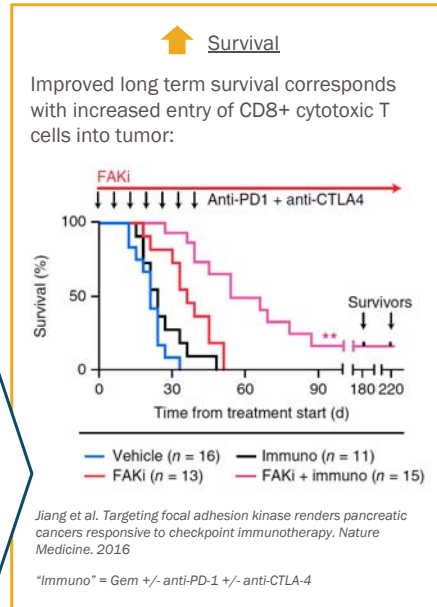 Survival
Improved long term survival corresponds
with increased entry of CD8+ cytotoxic T
cells into tumor:
FAKi
Anti-PD1 + anti-CTLA4
100
50
0
Survival (%)
Survivors
**
0 30 60 90 180 220
Time from treatment start (d)
Vehicle (n = 16) Immuno (n = 11)
FAKi (n = 13) FAKi + immuno (n = 15)
Jiang et al. Targeting focal adhesion kinase renders pancreatic
cancers responsive to checkpoint immunotherapy. Nature
Medicine. 2016
"Immuno" = Gem +/- anti-PD-1 +/- anti-CTLA-4